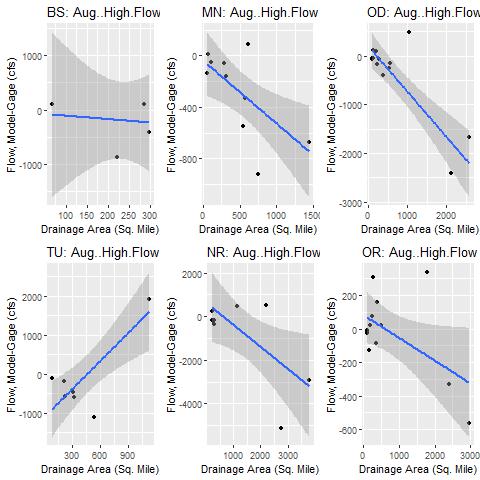 BS: Aug..High.Flow
Flow, Model-Gage (cfs)
1000
0
-1000
100 150 200 250 300
Drainage Area (Sq. Mile)
MN: Aug..High.Flow
Flow, Model-Gage (cfs)
0
-400
-800
0 500 1000 1500
Drainage Area (Sq. Mile)
OD: Aug..High.Flow
Flow, Model-Gage (cfs)
1000
0
-1000
-2000
-3000
0 1000 2000
Drainage Area (Sq. Mile)
TU: Aug..High.Flow
Flow, Model-Gage (cfs)
2000
1000
0
-1000
300 600 900
Drainage Area (Sq. Mile)
NR: Aug..High.Flow
Flow, Model-Gage (cfs)
2000
0
-2000
-4000
1000 2000 3000
Drainage Area (Sq. Mile)
OR: Aug..High.Flow
Flow, Model-Gage (cfs)
200
0
-200
-400
-600
0 1000 2000 3000
Drainage Area (Sq. Mile)